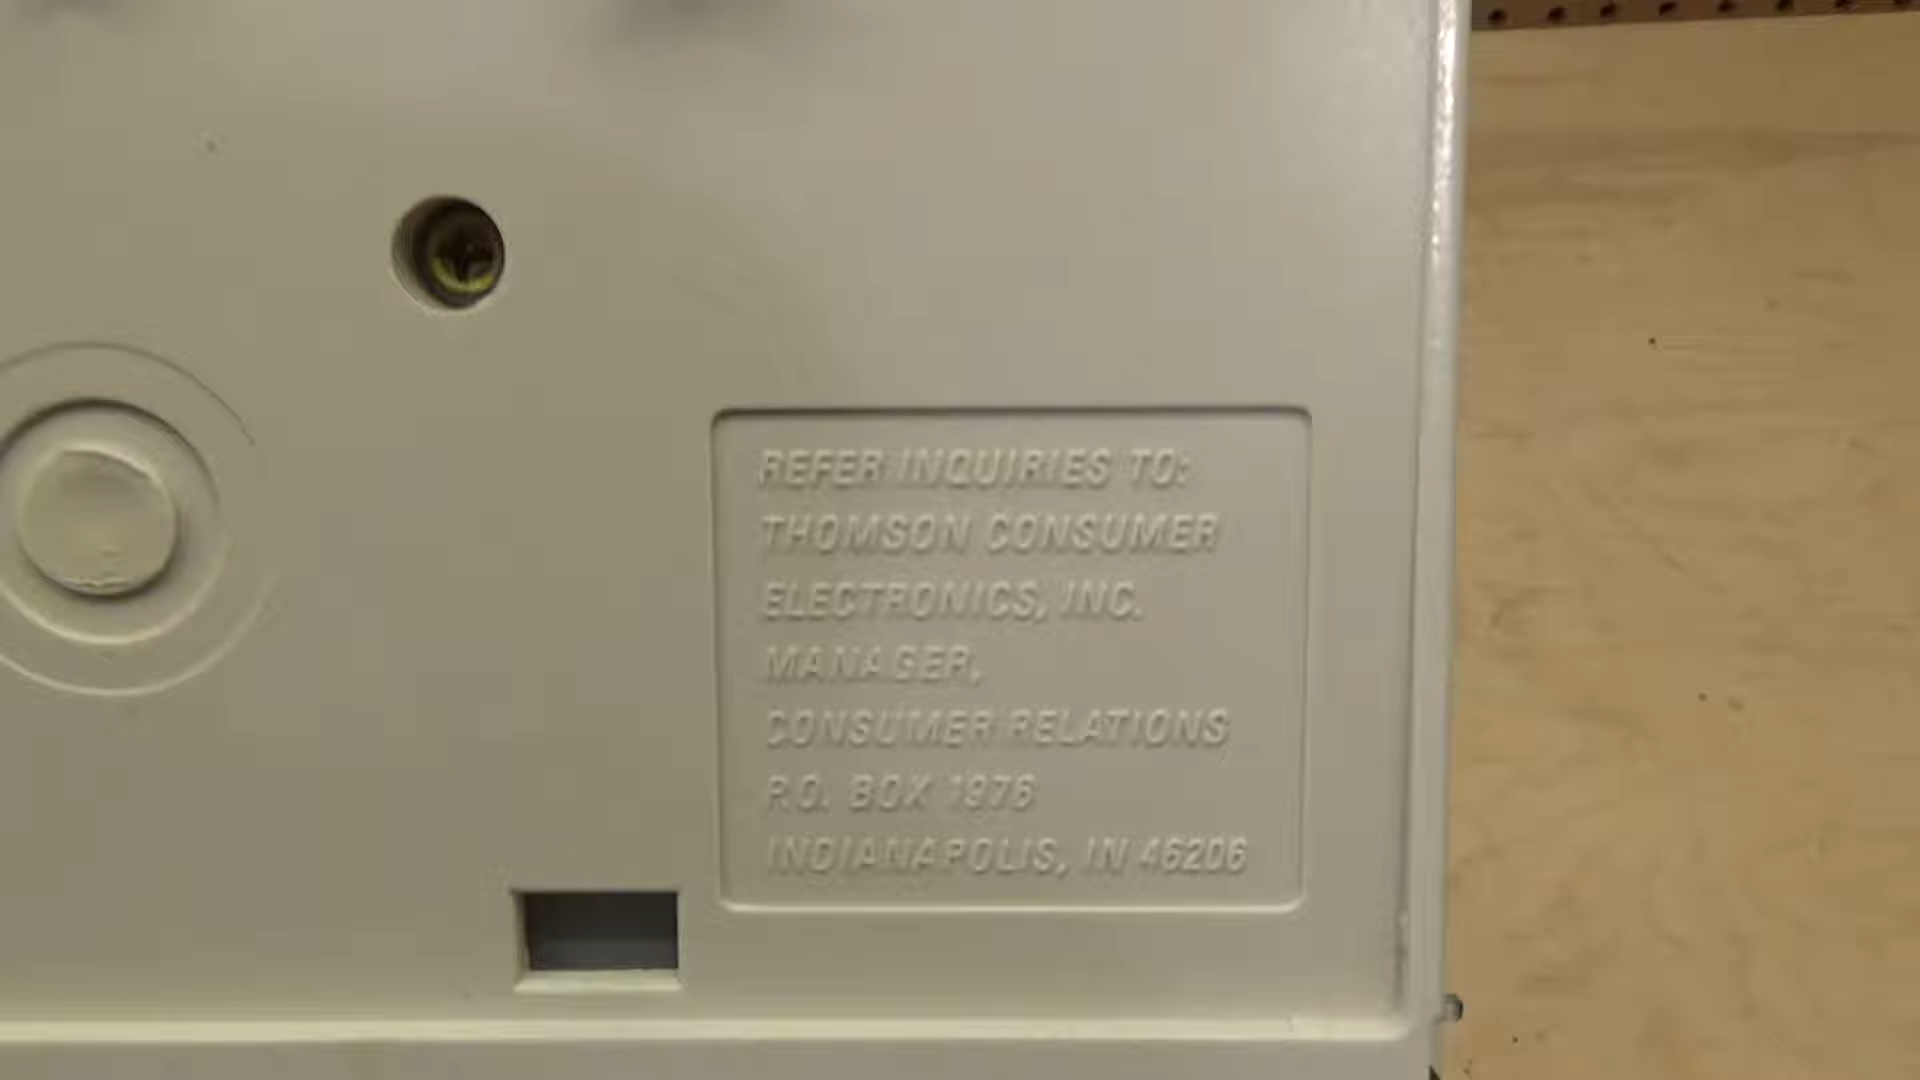 REFER INQUIRIES TO:
THOMSON CONSUMER
ELECTRONICS, INC.
MANAGER,
CONSUMER RELATIONS
P.O. BOX 1976
INDIANAPOLIS, IN 46206